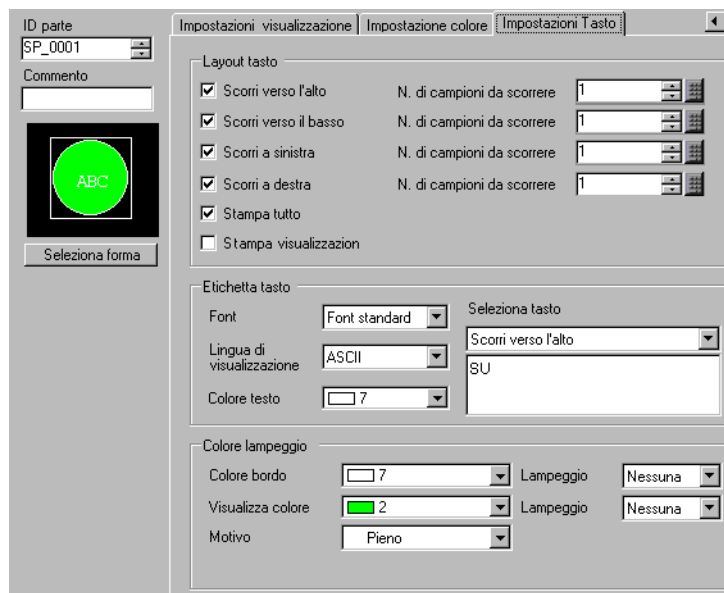 ID parte
SP_0001
Commento
ABC
Seleziona forma
Impostazioni visualizzazione Impostazione colore Impostazioni Tasto
Layout tasto
Scorri verso l'alto N. di campioni da scorrere 1
Scorri verso il basso N. di campioni da scorrere 1
Scorri a sinistra N. di campioni da scorrere 1
Scorri a destra N. di campioni da scorrere 1
Stampa tutto
Stampa visualizzazion
Etichetta tasto
Font Font standard
Lingua di
visualizzazione ASCII
Colore testo 7
Seleziona tasto
Scorri verso l'alto
SU
Colore lampeggio
Colore bordo 7 Lampeggio Nessuna
Visualizza colore 2 Lampeggio Nessuna
Motivo Pieno